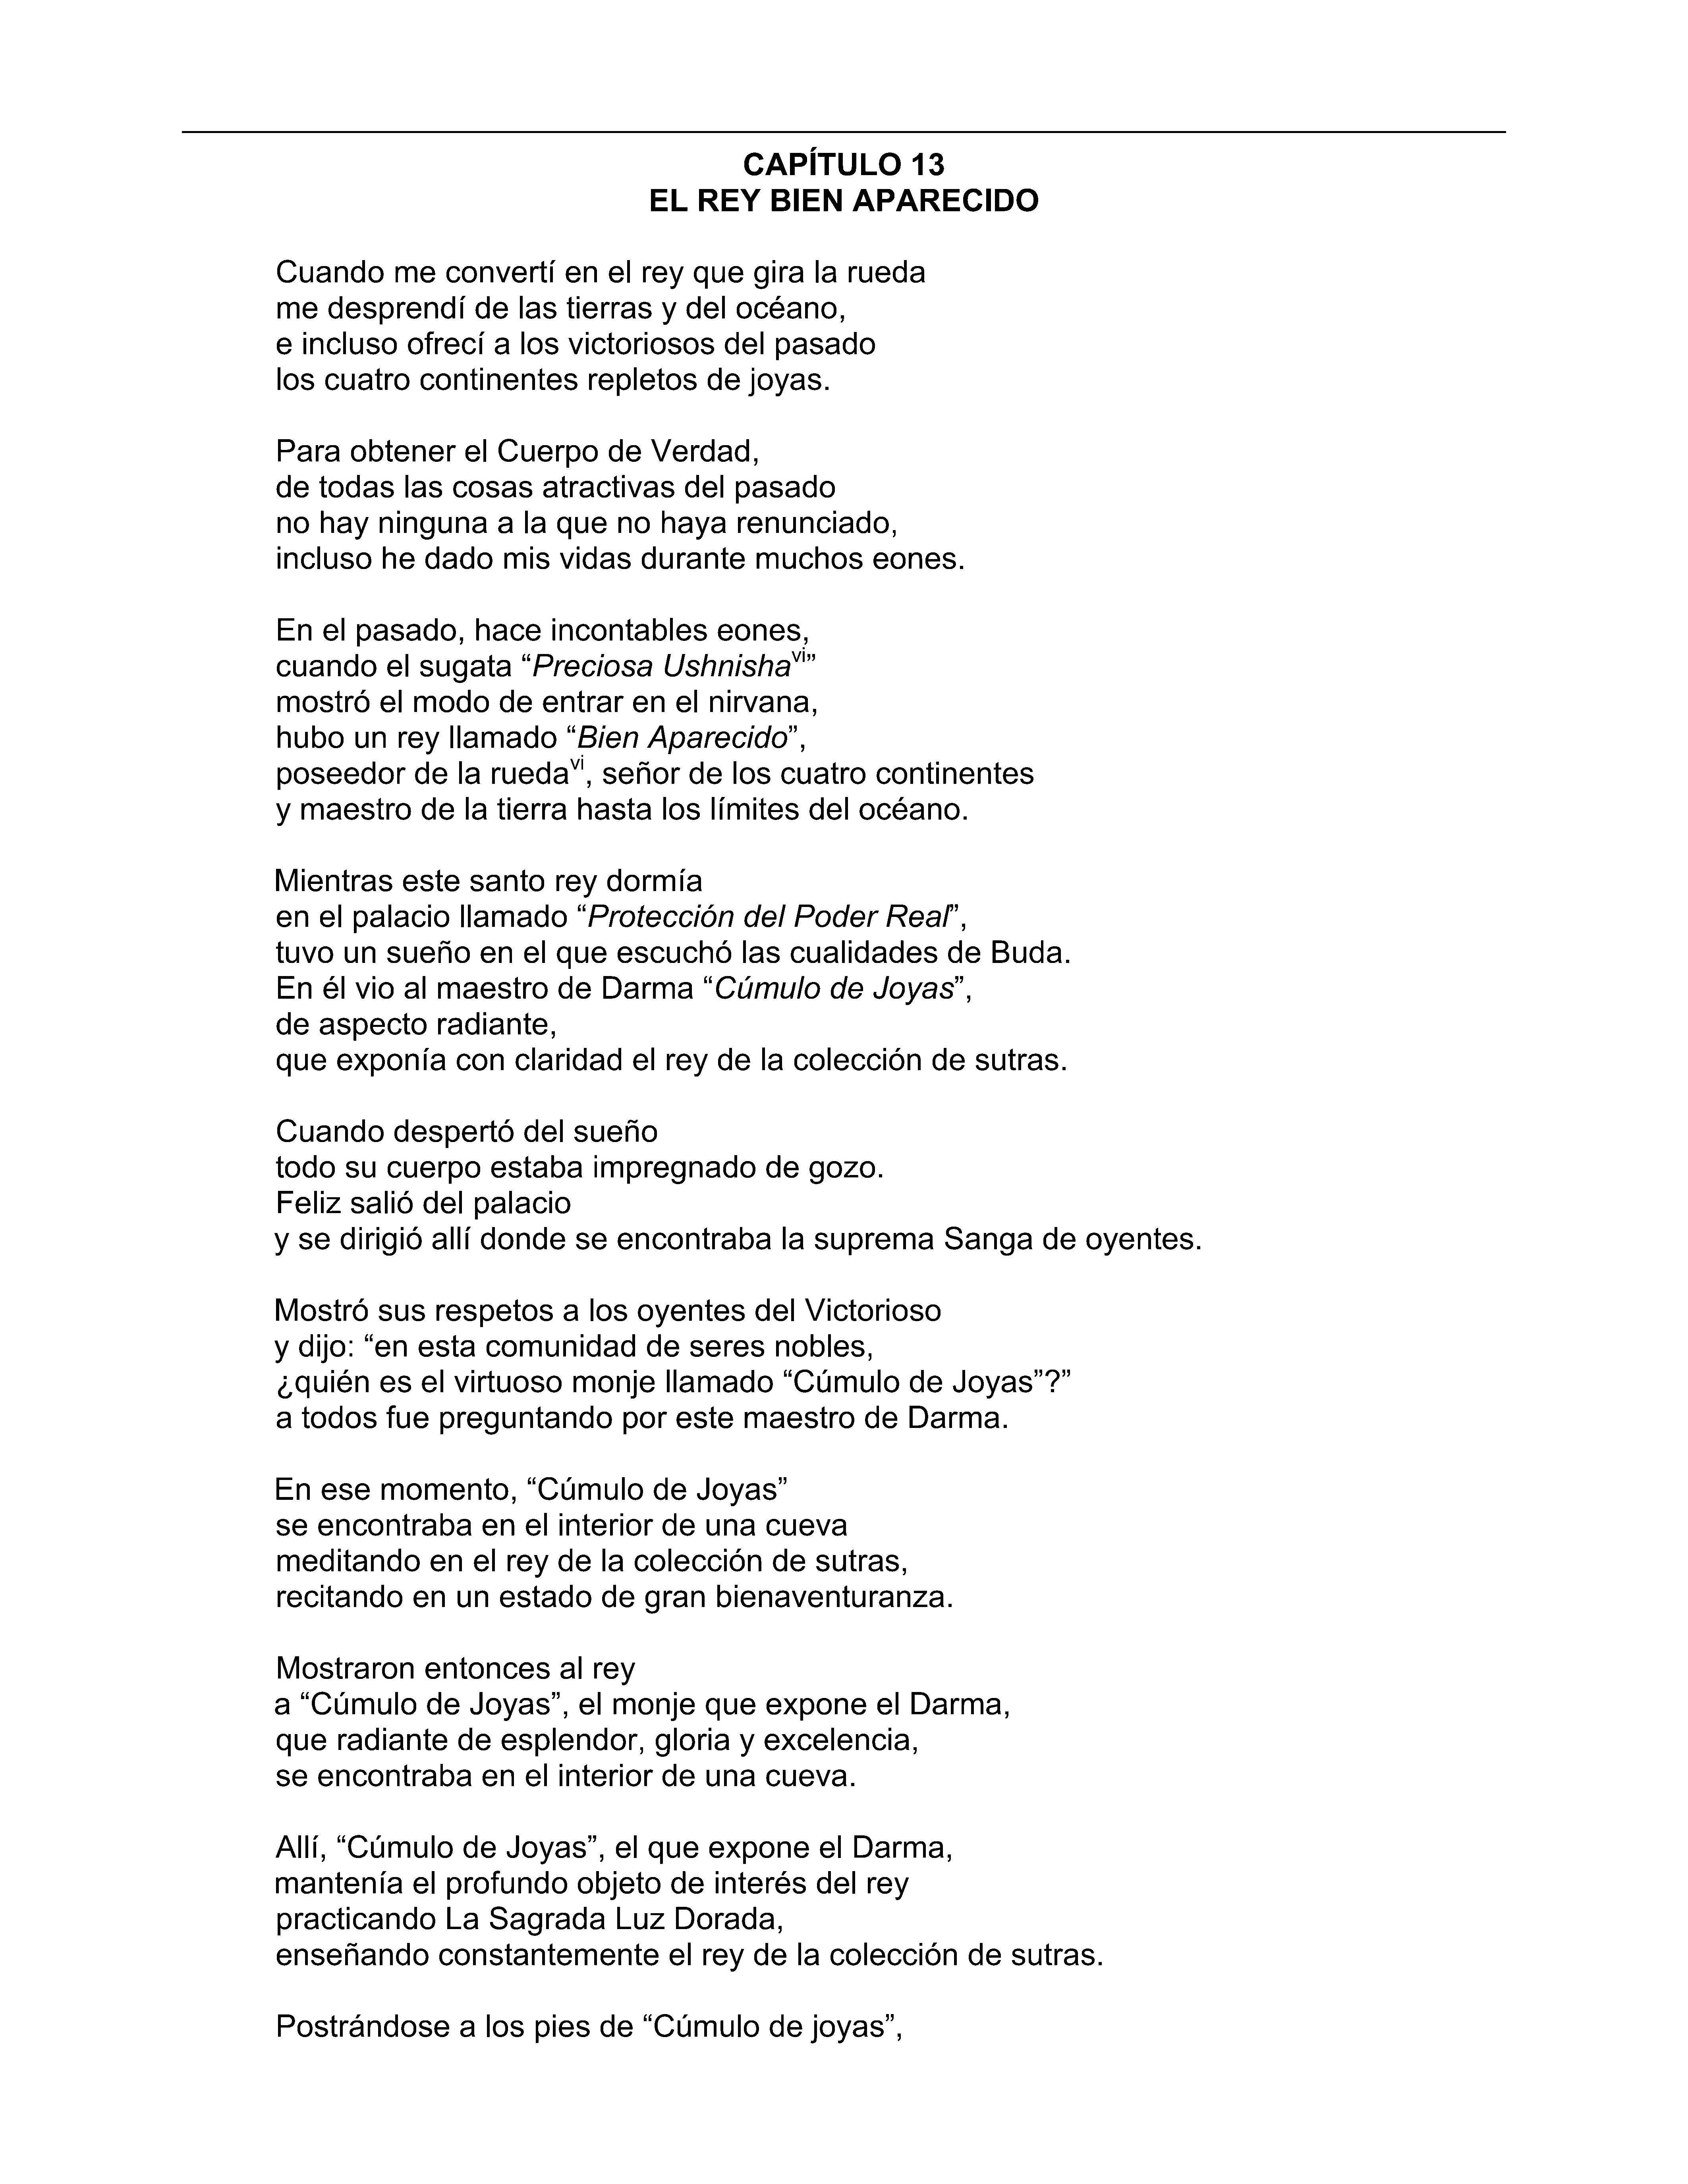 CAPÍTULO 13
EL REY BIEN APARECIDO
Cuando me convertí en el rey que gira la rueda
me desprendí de las tierras y del océano,
e incluso ofrecí a los victoriosos del pasado
los cuatro continentes repletos de joyas.
Para obtener el Cuerpo de Verdad,
de todas las cosas atractivas del pasado
no hay ninguna a la que no haya renunciado,
incluso he dado mis vidas durante muchos eones.
En el pasado, hace incontables eones,
cuando el sugata “Preciosa Ushnisha^vi”
mostró el modo de entrar en el nirvana,
hubo un rey llamado “Bien Aparecido”,
poseedor de la rueda^vi, señor de los cuatro continentes
y maestro de la tierra hasta los límites del océano.
Mientras este santo rey dormía
en el palacio llamado “Protección del Poder Real”,
tuvo un sueño en el que escuchó las cualidades de Buda.
En él vio al maestro de Darma “Cúmulo de Joyas”,
de aspecto radiante,
que exponía con claridad el rey de la colección de sutras.
Cuando despertó del sueño
todo su cuerpo estaba impregnado de gozo.
Feliz salió del palacio
y se dirigió allí donde se encontraba la suprema Sanga de oyentes.
Mostró sus respetos a los oyentes del Victorioso
y dijo: “en esta comunidad de seres nobles,
¿quién es el virtuoso monje llamado “Cúmulo de Joyas”?”
a todos fue preguntando por este maestro de Darma.
En ese momento, “Cúmulo de Joyas”
se encontraba en el interior de una cueva
meditando en el rey de la colección de sutras,
recitando en un estado de gran bienaventuranza.
Mostraron entonces al rey
a “Cúmulo de Joyas”, el monje que expone el Darma,
que radiante de esplendor, gloria y excelencia,
se encontraba en el interior de una cueva.
Allí, “Cúmulo de Joyas”, el que expone el Darma,
mantenía el profundo objeto de interés del rey
practicando La Sagrada Luz Dorada,
enseñando constantemente el rey de la colección de sutras.
Postrándose a los pies de “Cúmulo de joyas”,